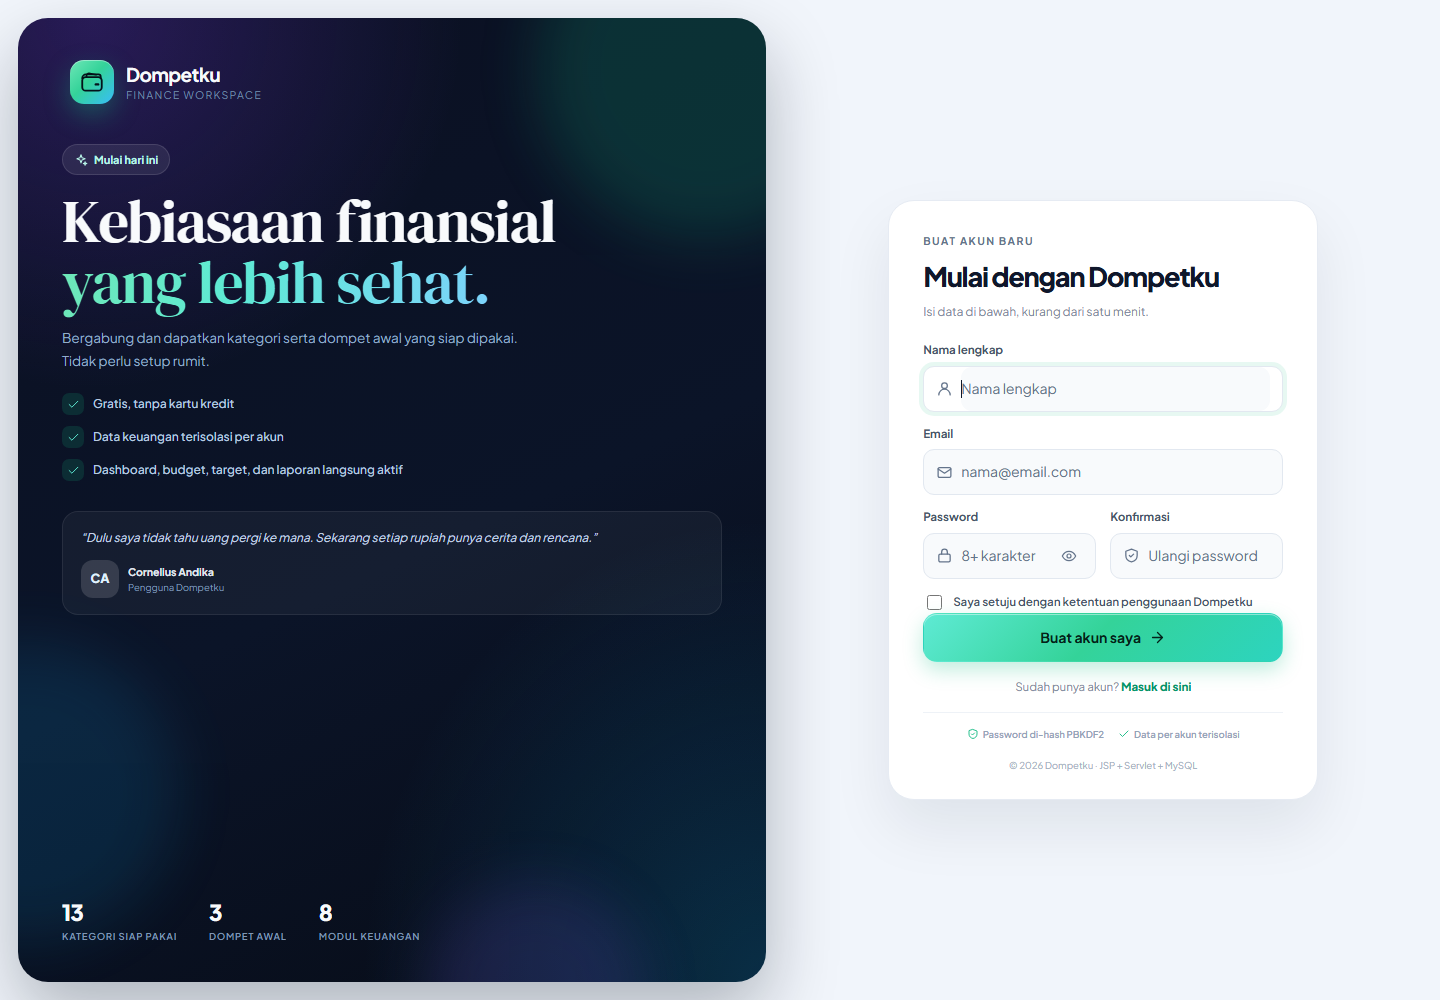 Dompetku
FINANCE WORKSPACE
Mulai hari ini
Kebiasaan finansial
yang lebih sehat.
Bergabung dan dapatkan kategori serta dompet awal yang siap dipakai.
Tidak perlu setup rumit.
Gratis, tanpa kartu kredit
Data keuangan terisolasi per akun
Dashboard, budget, target, dan laporan langsung aktif
"Dulu saya tidak tahu uang pergi ke mana. Sekarang setiap rupiah punya cerita dan rencana."
CA
Cornelius Andika
Pengguna Dompetku
13
KATEGORI SIAP PAKAI
3
DOMPET AWAL
8
MODUL KEUANGAN
BUAT AKUN BARU
Mulai dengan Dompetku
Isi data di bawah, kurang dari satu menit.
Nama lengkap
Nama lengkap
Email
nama@email.com
Password
8+ karakter
Konfirmasi
Ulangi password
Saya setuju dengan ketentuan penggunaan Dompetku
Buat akun saya →
Sudah punya akun? Masuk di sini
Password di-hash PBKDF2
Data per akun terisolasi
© 2026 Dompetku · JSP + Servlet + MySQL